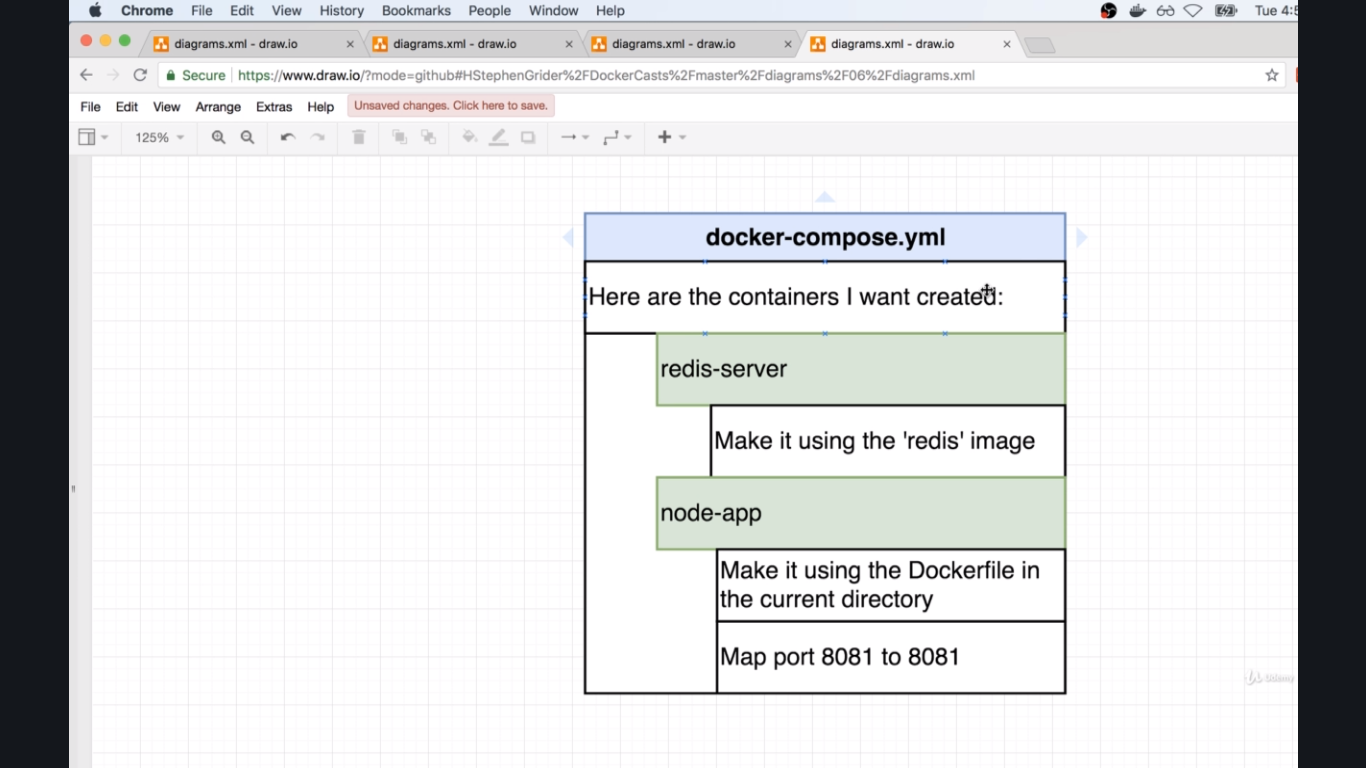 Chrome File Edit View History Bookmarks People Window Help Tue 4:5
diagrams.xml - draw.io diagrams.xml - draw.io diagrams.xml - draw.io diagrams.xml - draw.io
Secure https://www.draw.io/?mode=github#HStephenGrider%2FDockerCasts%2Fmaster%2Fdiagrams%2F06%2Fdiagrams.xml
File Edit View Arrange Extras Help Unsaved changes. Click here to save.
125%
docker-compose.yml
Here are the containers I want created:
redis-server
Make it using the 'redis' image
node-app
Make it using the Dockerfile in
the current directory
Map port 8081 to 8081
Udemy